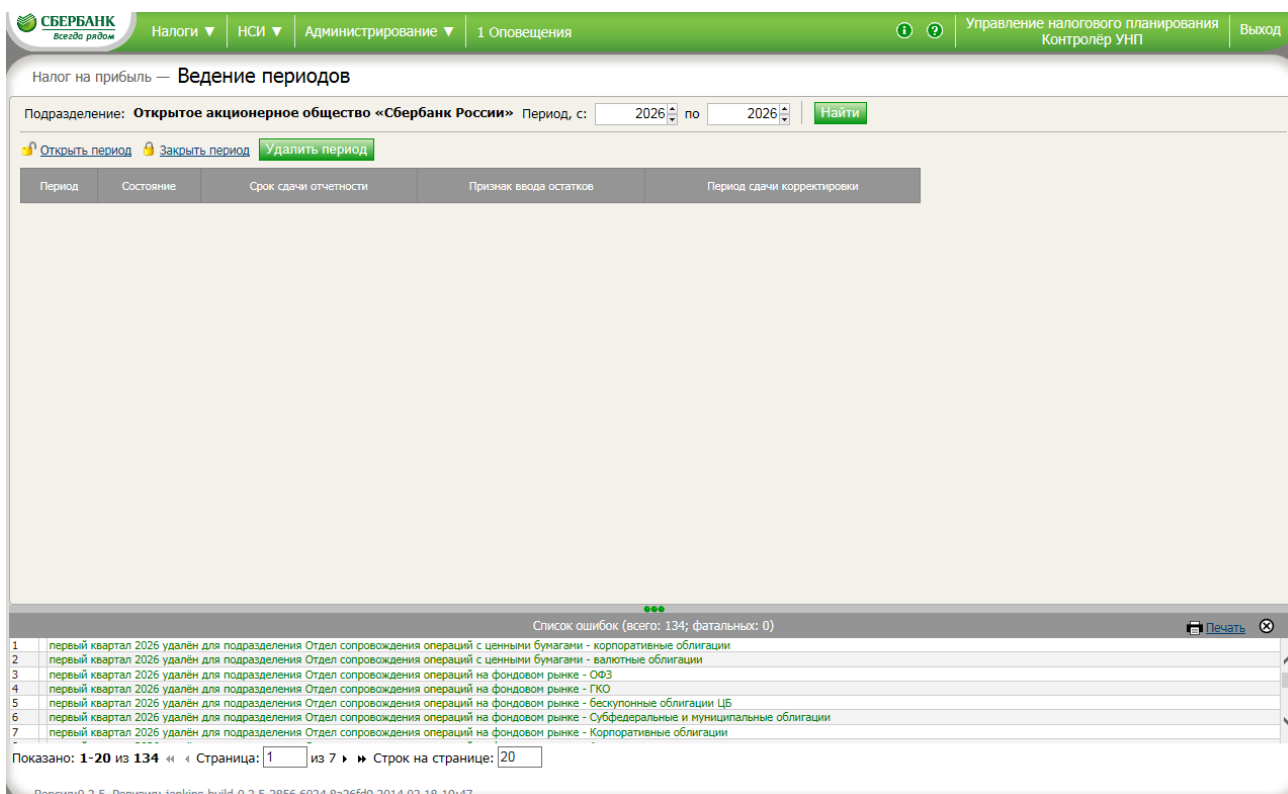 СБЕРБАНК
Всегда рядом
Налоги ▼ НСИ ▼ Администрирование ▼ 1 Оповещения
Управление налогового планирования
Контролёр УНП
Выход
Налог на прибыль — Ведение периодов
Подразделение: Открытое акционерное общество «Сбербанк России» Период, с: 2026 по 2026 Найти
Открыть период Закрыть период Удалить период
Период Состояние Срок сдачи отчетности Признак ввода остатков Период сдачи корректировки
Список ошибок (всего: 134; фатальных: 0) Печать
1 первый квартал 2026 удалён для подразделения Отдел сопровождения операций с ценными бумагами - корпоративные облигации
2 первый квартал 2026 удалён для подразделения Отдел сопровождения операций с ценными бумагами - валютные облигации
3 первый квартал 2026 удалён для подразделения Отдел сопровождения операций на фондовом рынке - ОФЗ
4 первый квартал 2026 удалён для подразделения Отдел сопровождения операций на фондовом рынке - ГКО
5 первый квартал 2026 удалён для подразделения Отдел сопровождения операций на фондовом рынке - бескупонные облигации ЦБ
6 первый квартал 2026 удалён для подразделения Отдел сопровождения операций на фондовом рынке - Субфедеральные и муниципальные облигации
7 первый квартал 2026 удалён для подразделения Отдел сопровождения операций на фондовом рынке - Корпоративные облигации
Показано: 1-20 из 134 Страница: 1 из 7 Строк на странице: 20